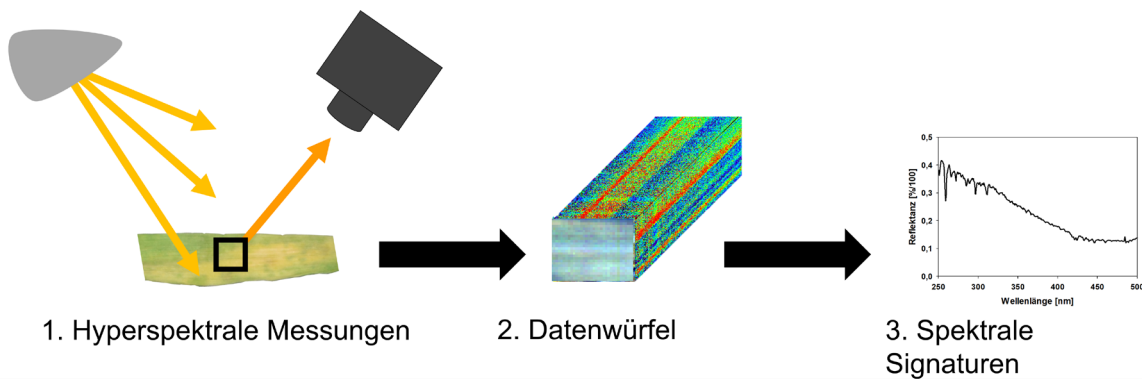 1. Hyperspektrale Messungen
2. Datenwürfel
0,5
0,4
0,3
0,2
0,1
0,0
Reflektanz [%*100]
250
300
350
400
450
500
Wellenlänge [nm]
3. Spektrale
Signaturen